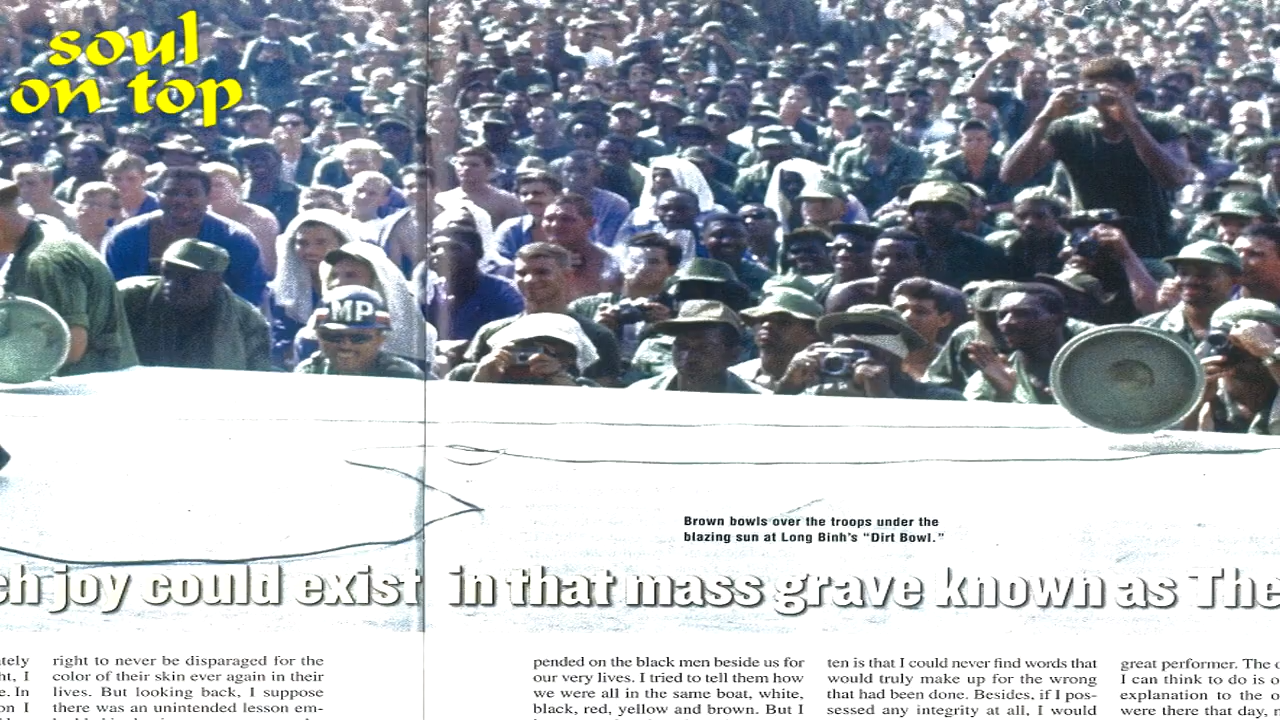 soul
on top
MP
Brown bowls over the troops under the
blazing sun at Long Binh's “Dirt Bowl.”
joy could exist in that mass grave known as The
right to never be disparaged for the
color of their skin ever again in their
lives. But looking back, I suppose
there was an unintended lesson em-
pended on the black men beside us for
our very lives. I tried to tell them how
we were all in the same boat, white,
black, red, yellow and brown. But I
ten is that I could never find words that
would truly make up for the wrong
that had been done. Besides, if I pos-
sessed any integrity at all, I would
great performer. The
I can think to do is
explanation to the
were there that day,